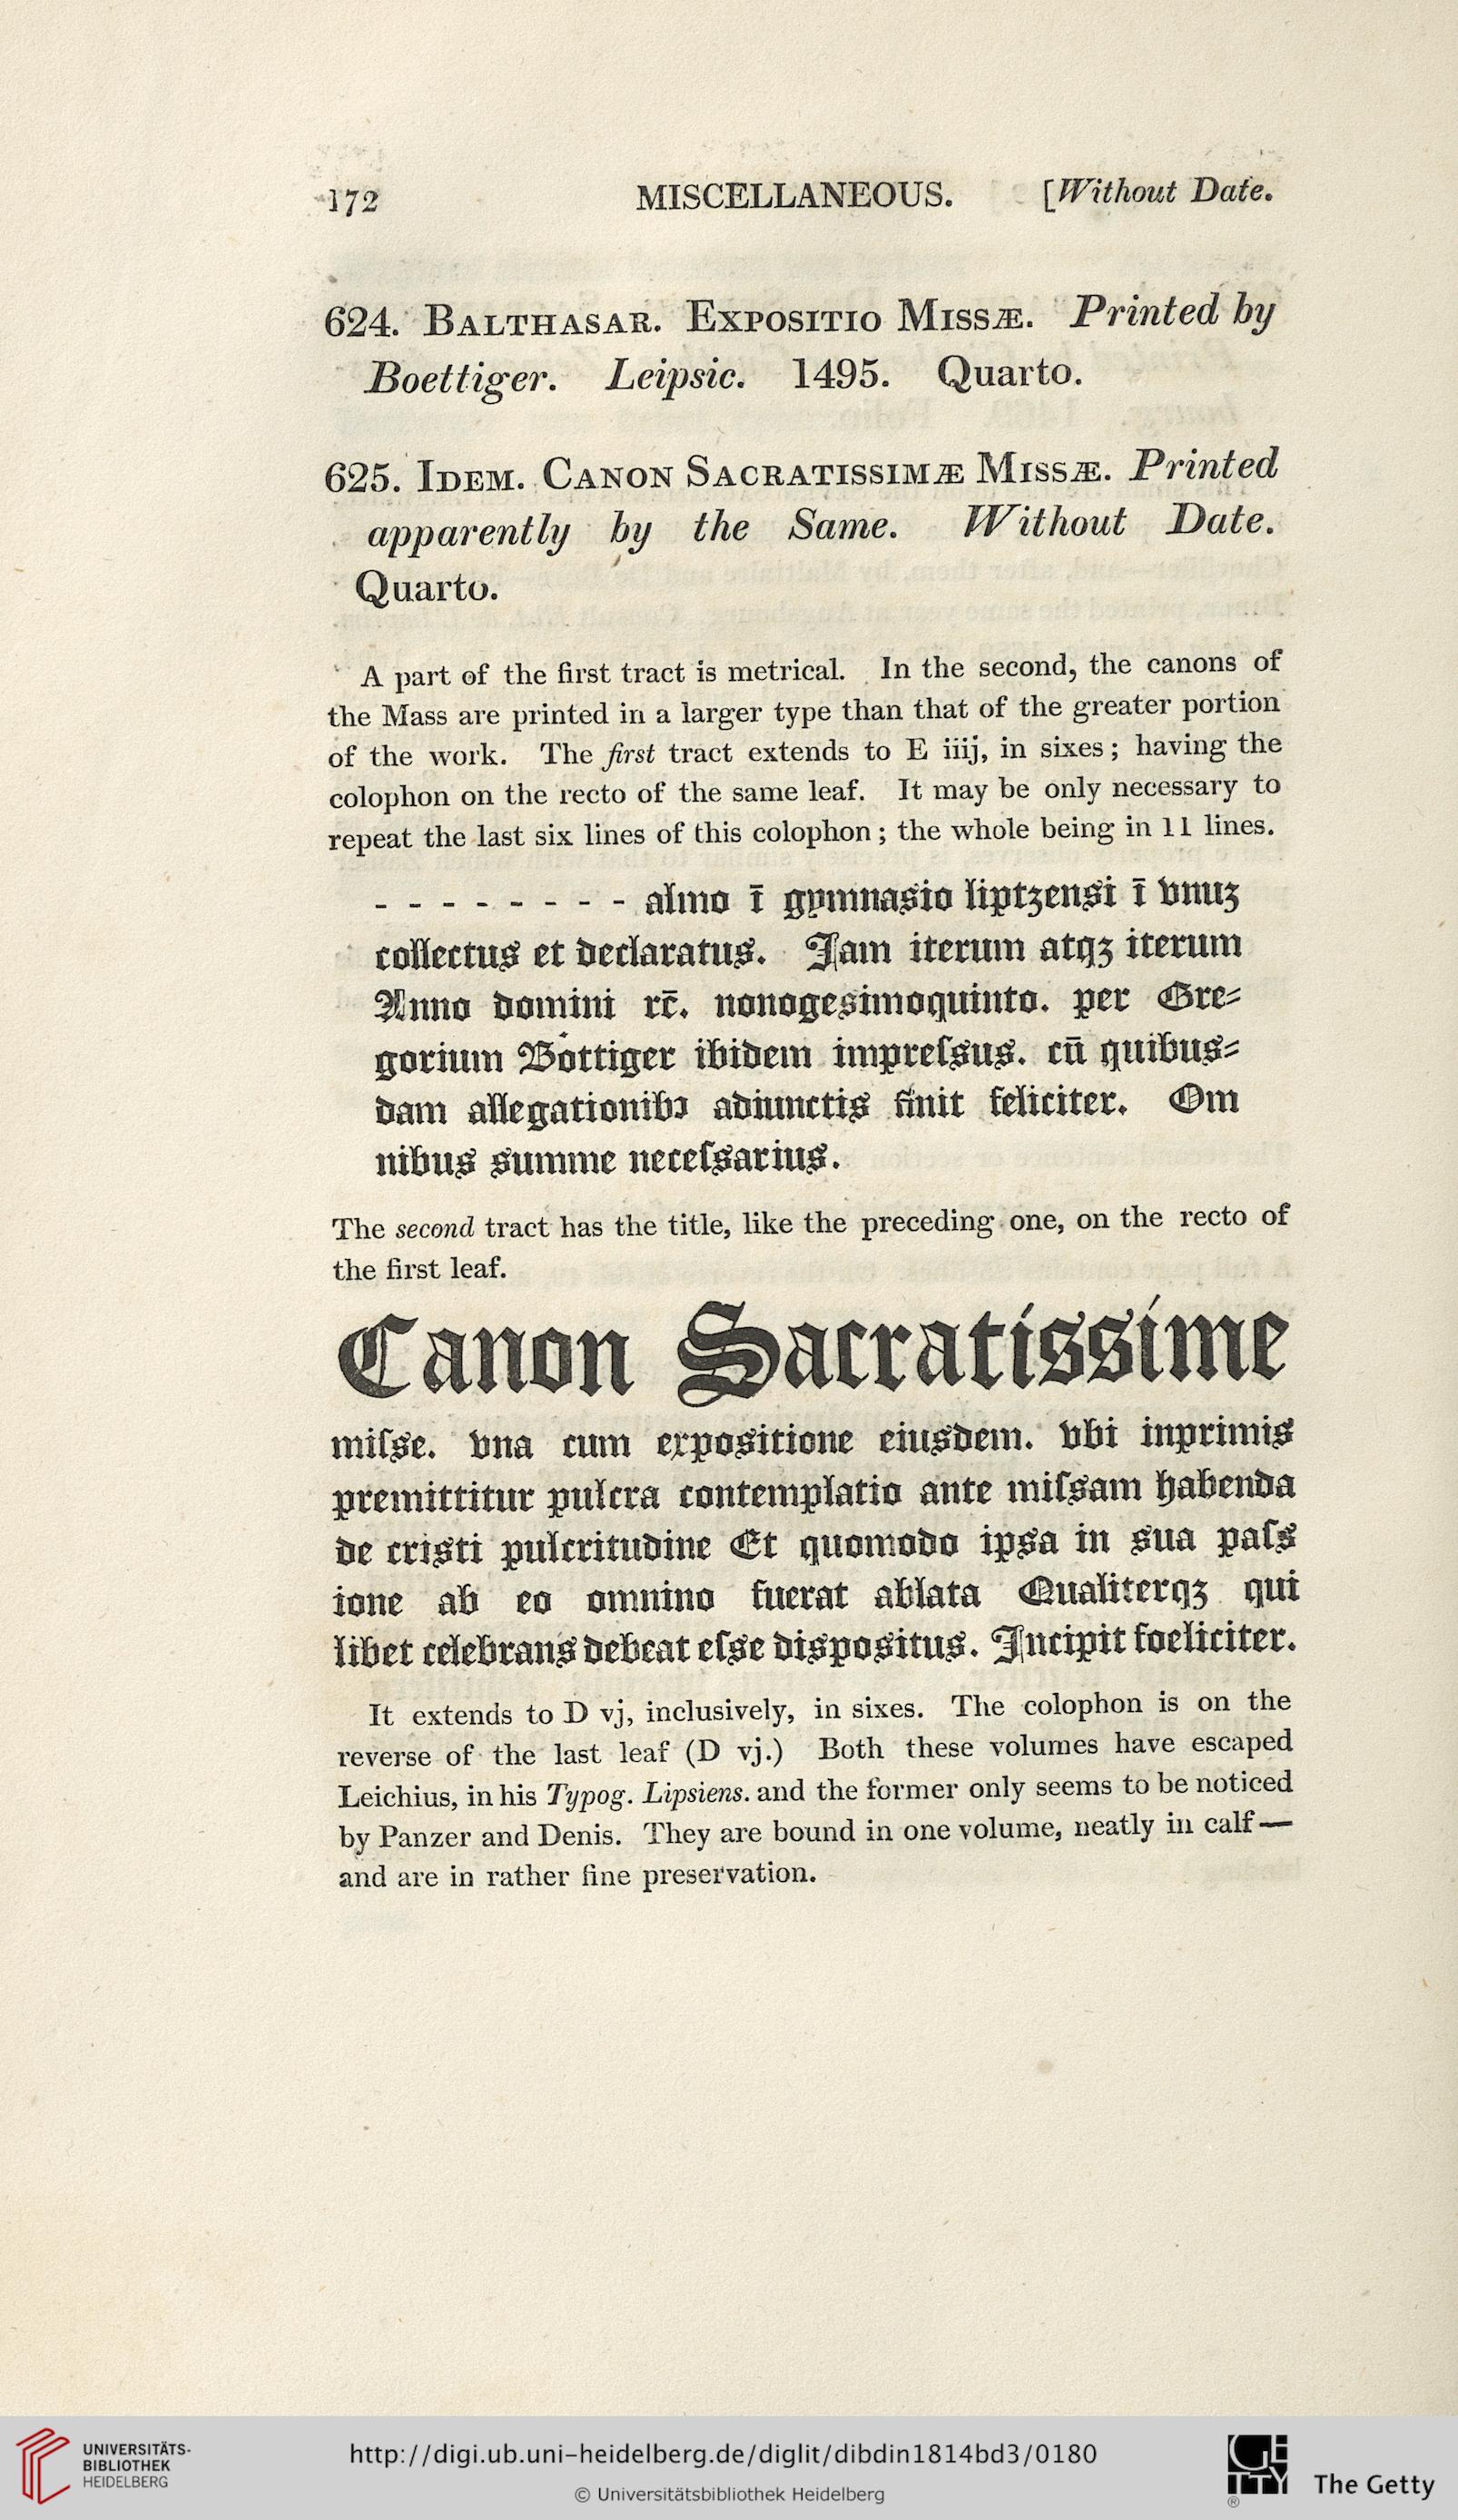 172 MISCELLANEOUS. [Without Date.
624. BALTHASAR. EXPOSITIO MISSÆ. Printed by
Boettiger. Leipsic. 1495. Quarto.
625. IDEM. CANON SACRATISSIMÆ MISSÆ. Printed
apparently by the Same. Without Date.
Quarto.
A part of the first tract is metrical. In the second, the canons of
the Mass are printed in a larger type than that of the greater portion
of the work. The first tract extends to E iiij, in sixes; having the
colophon on the recto of the same leaf. It may be only necessary to
repeat the last six lines of this colophon; the whole being in 11 lines.
- - - - - - - - almo ī gymnasio liptzensi ī vnuz
collectus et declaratus. Jam iterum atqz iterum
Anno domini rc̄. nonogesimoquinto. per Gre-
gorium Bottiger ibidem impreſsus. cū quibus-
dam allegationibꝫ adiunctis finit feliciter. Om
nibus summe neceſsarius.
The second tract has the title, like the preceding one, on the recto of
the first leaf.
Canon Sacratissime
miſse. vna cum expositione eiusdem. vbi inprimis
premittitur pulcra contemplatio ante miſsam habenda
de cristi pulcritudine Et quomodo ipsa in sua paſs
ione ab eo omnino fuerat ablata Qualiterqz qui
libet celebrans debeat eſse dispositus. Incipit foeliciter.
It extends to D vj, inclusively, in sixes. The colophon is on the
reverse of the last leaf (D vj.) Both these volumes have escaped
Leichius, in his Typog. Lipsiens. and the former only seems to be noticed
by Panzer and Denis. They are bound in one volume, neatly in calf—
and are in rather fine preservation.
UNIVERSITÄTS-
BIBLIOTHEK
HEIDELBERG
http://digi.ub.uni-heidelberg.de/diglit/dibdin1814bd3/0180
© Universitätsbibliothek Heidelberg
GETTY
®
The Getty